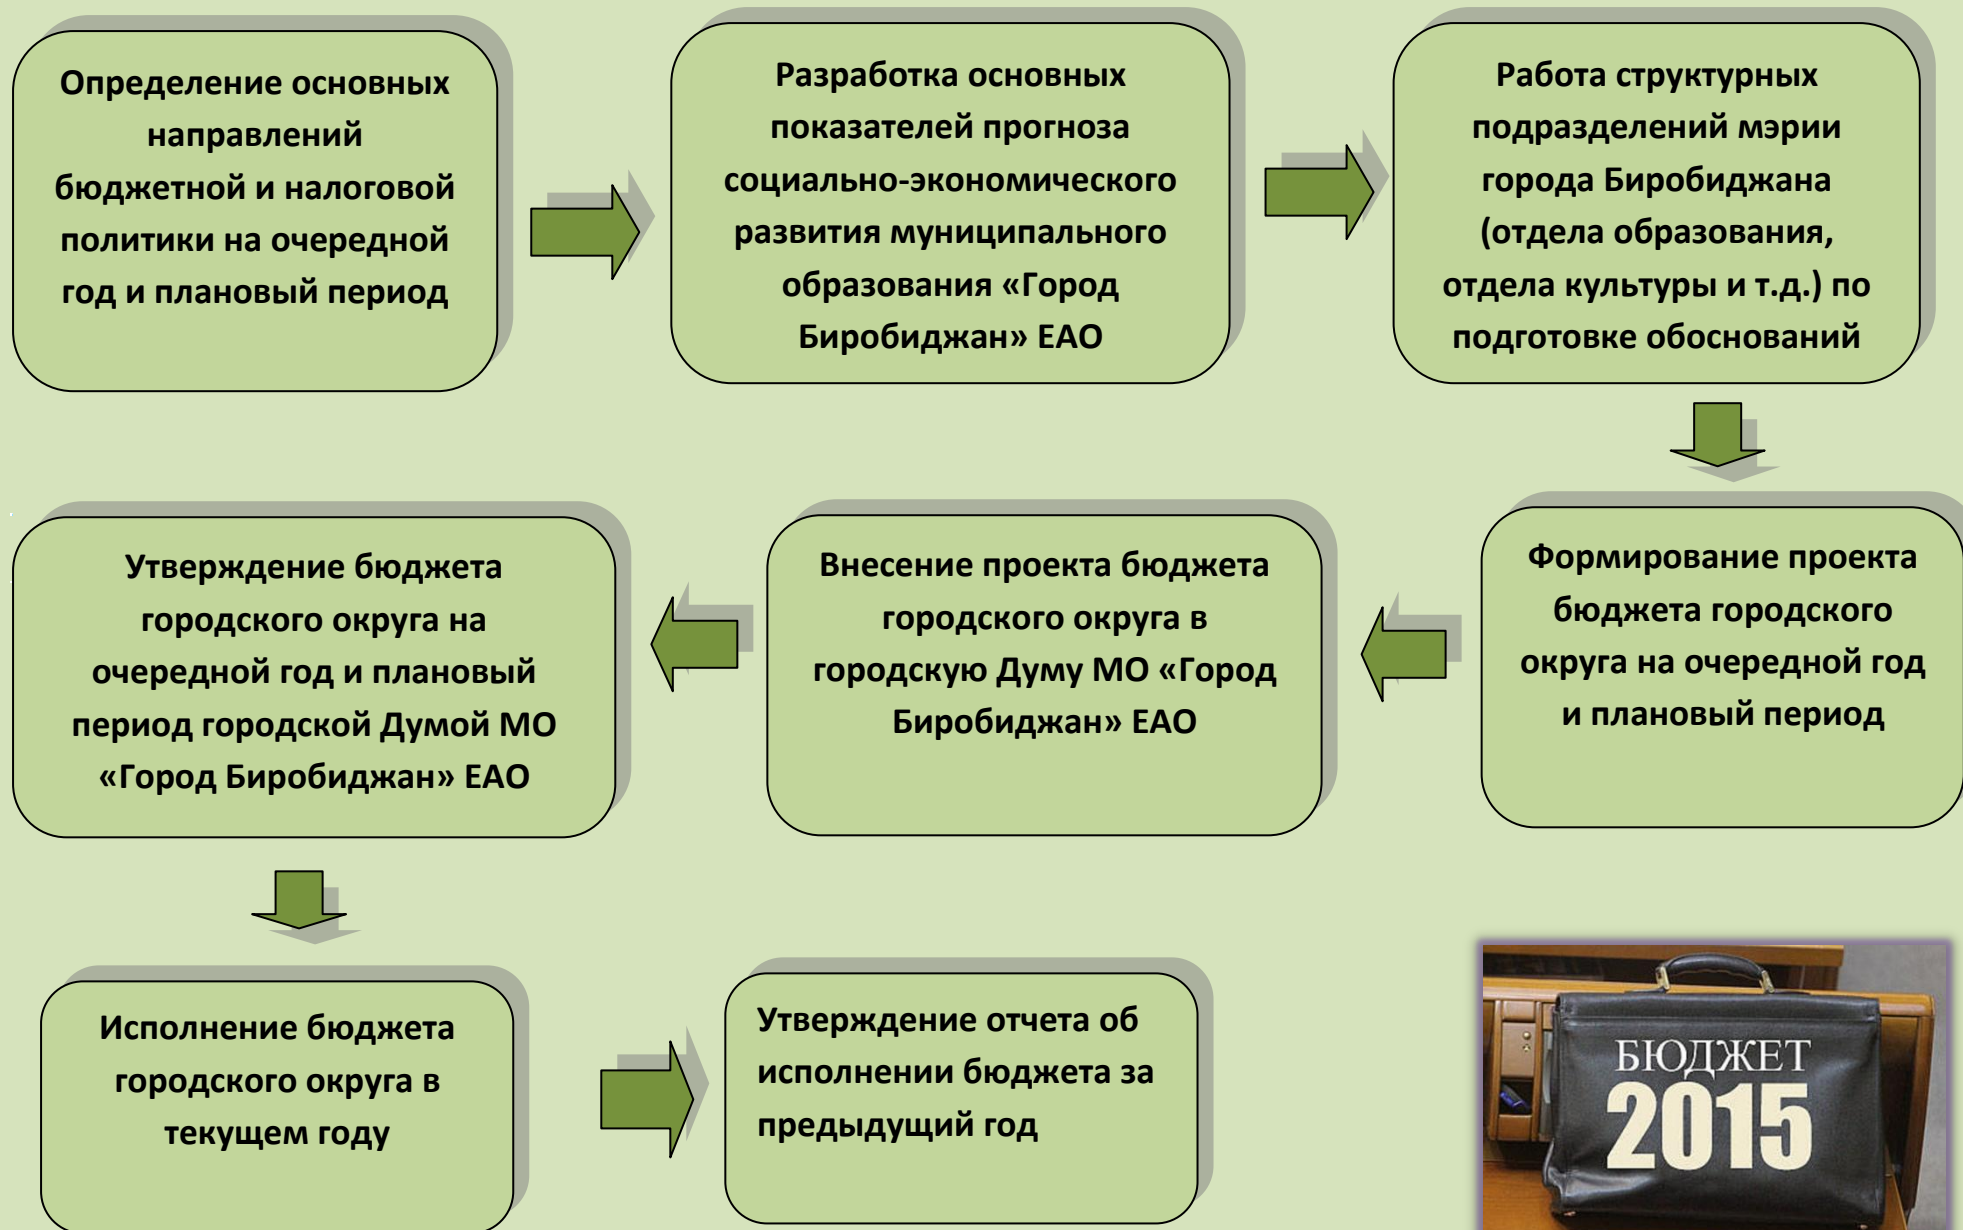 Определение основных
направлений
бюджетной и налоговой
политики на очередной
год и плановый период
Разработка основных
показателей прогноза
социально-экономического
развития муниципального
образования «Город
Биробиджан» ЕАО
Работа структурных
подразделений мэрии
города Биробиджана
(отдела образования,
отдела культуры и т.д.) по
подготовке обоснований
Формирование проекта
бюджета городского
округа на очередной год
и плановый период
Внесение проекта бюджета
городского округа в
городскую Думу МО «Город
Биробиджан» ЕАО
Утверждение бюджета
городского округа на
очередной год и плановый
период городской Думой МО
«Город Биробиджан» ЕАО
Исполнение бюджета
городского округа в
текущем году
Утверждение отчета об
исполнении бюджета за
предыдущий год
БЮДЖЕТ
2015